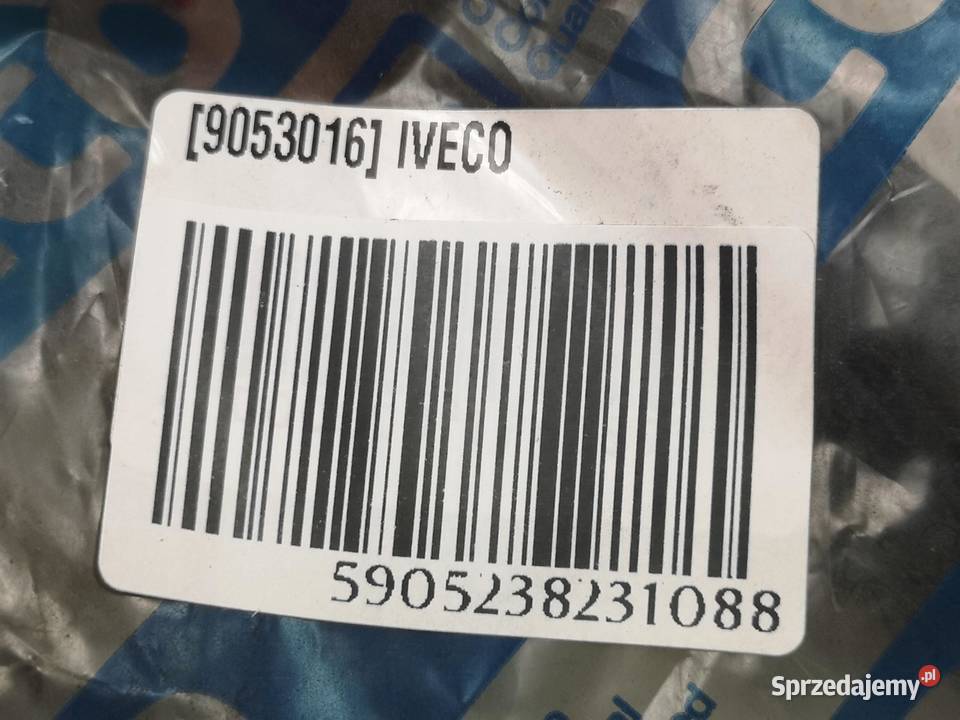 [9053016] IVECO
5905238231088
Sprzedajemy.pl